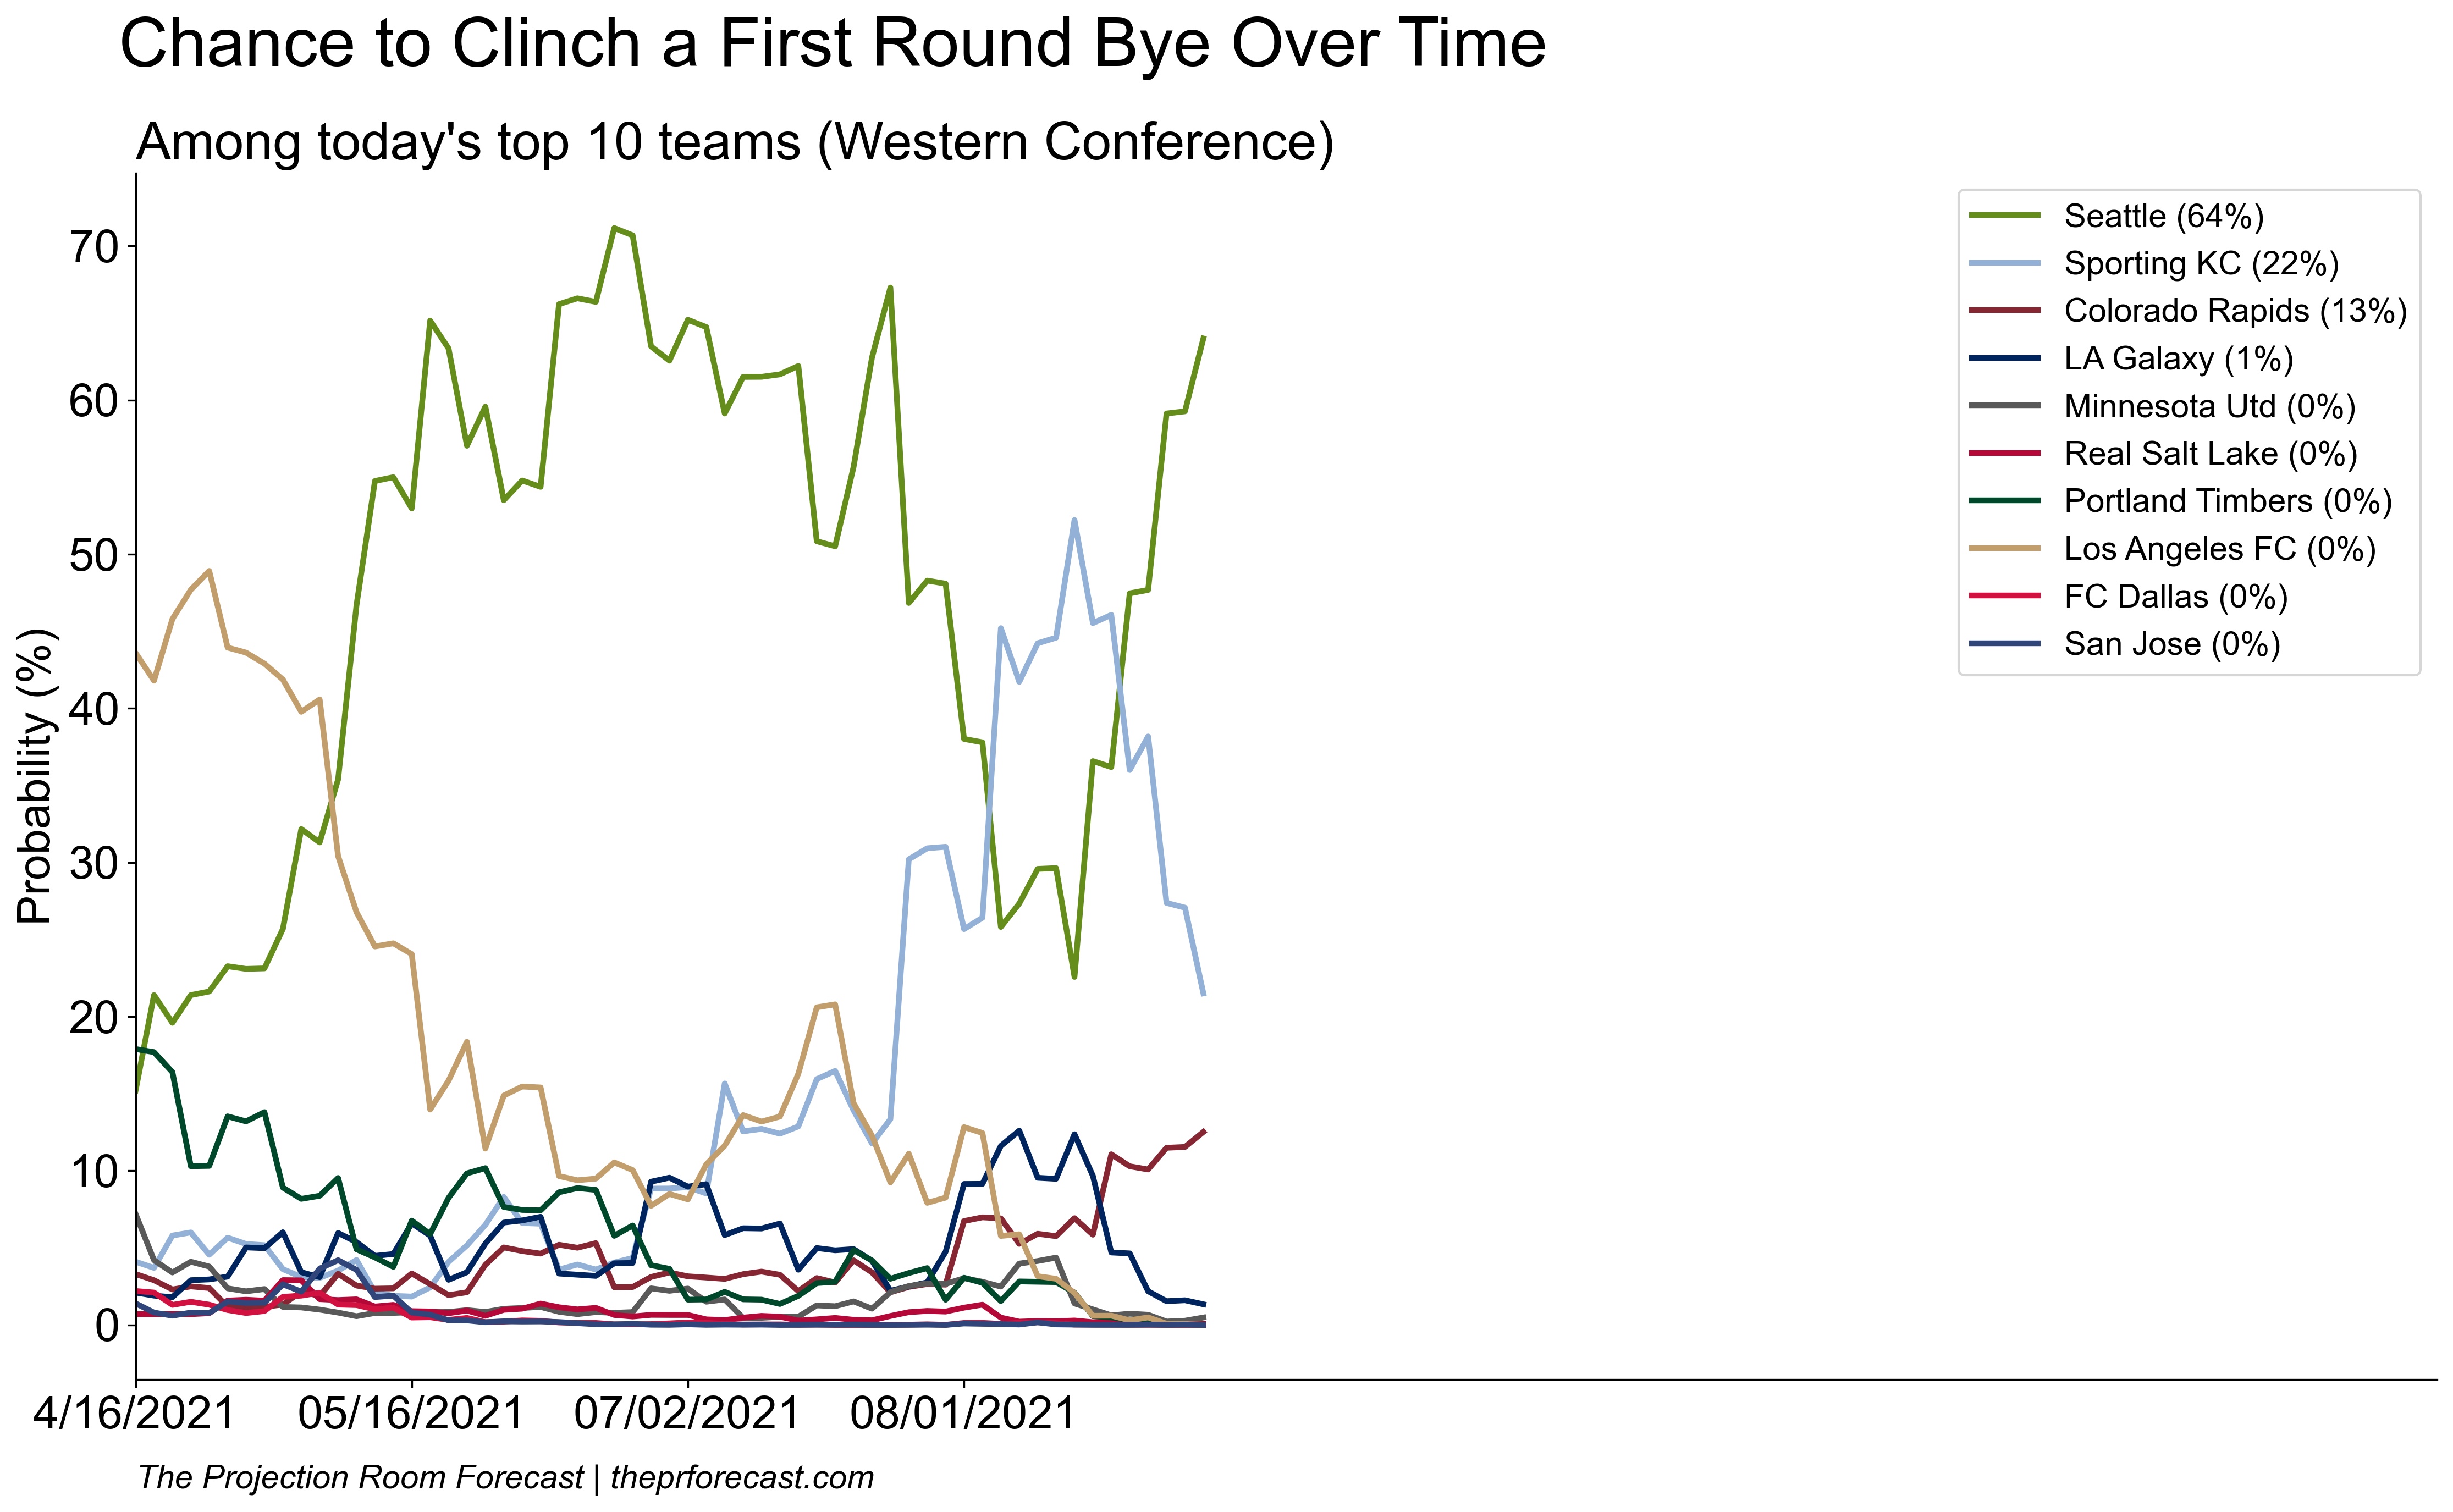 Chance to Clinch a First Round Bye Over Time
Among today's top 10 teams (Western Conference)
Seattle (64%)
Sporting KC (22%)
Colorado Rapids (13%)
LA Galaxy (1%)
Minnesota Utd (0%)
Real Salt Lake (0%)
Portland Timbers (0%)
Los Angeles FC (0%)
FC Dallas (0%)
San Jose (0%)
Probability (%)
70
60
50
40
30
20
10
0
4/16/2021 05/16/2021 07/02/2021 08/01/2021
The Projection Room Forecast | theprforecast.com